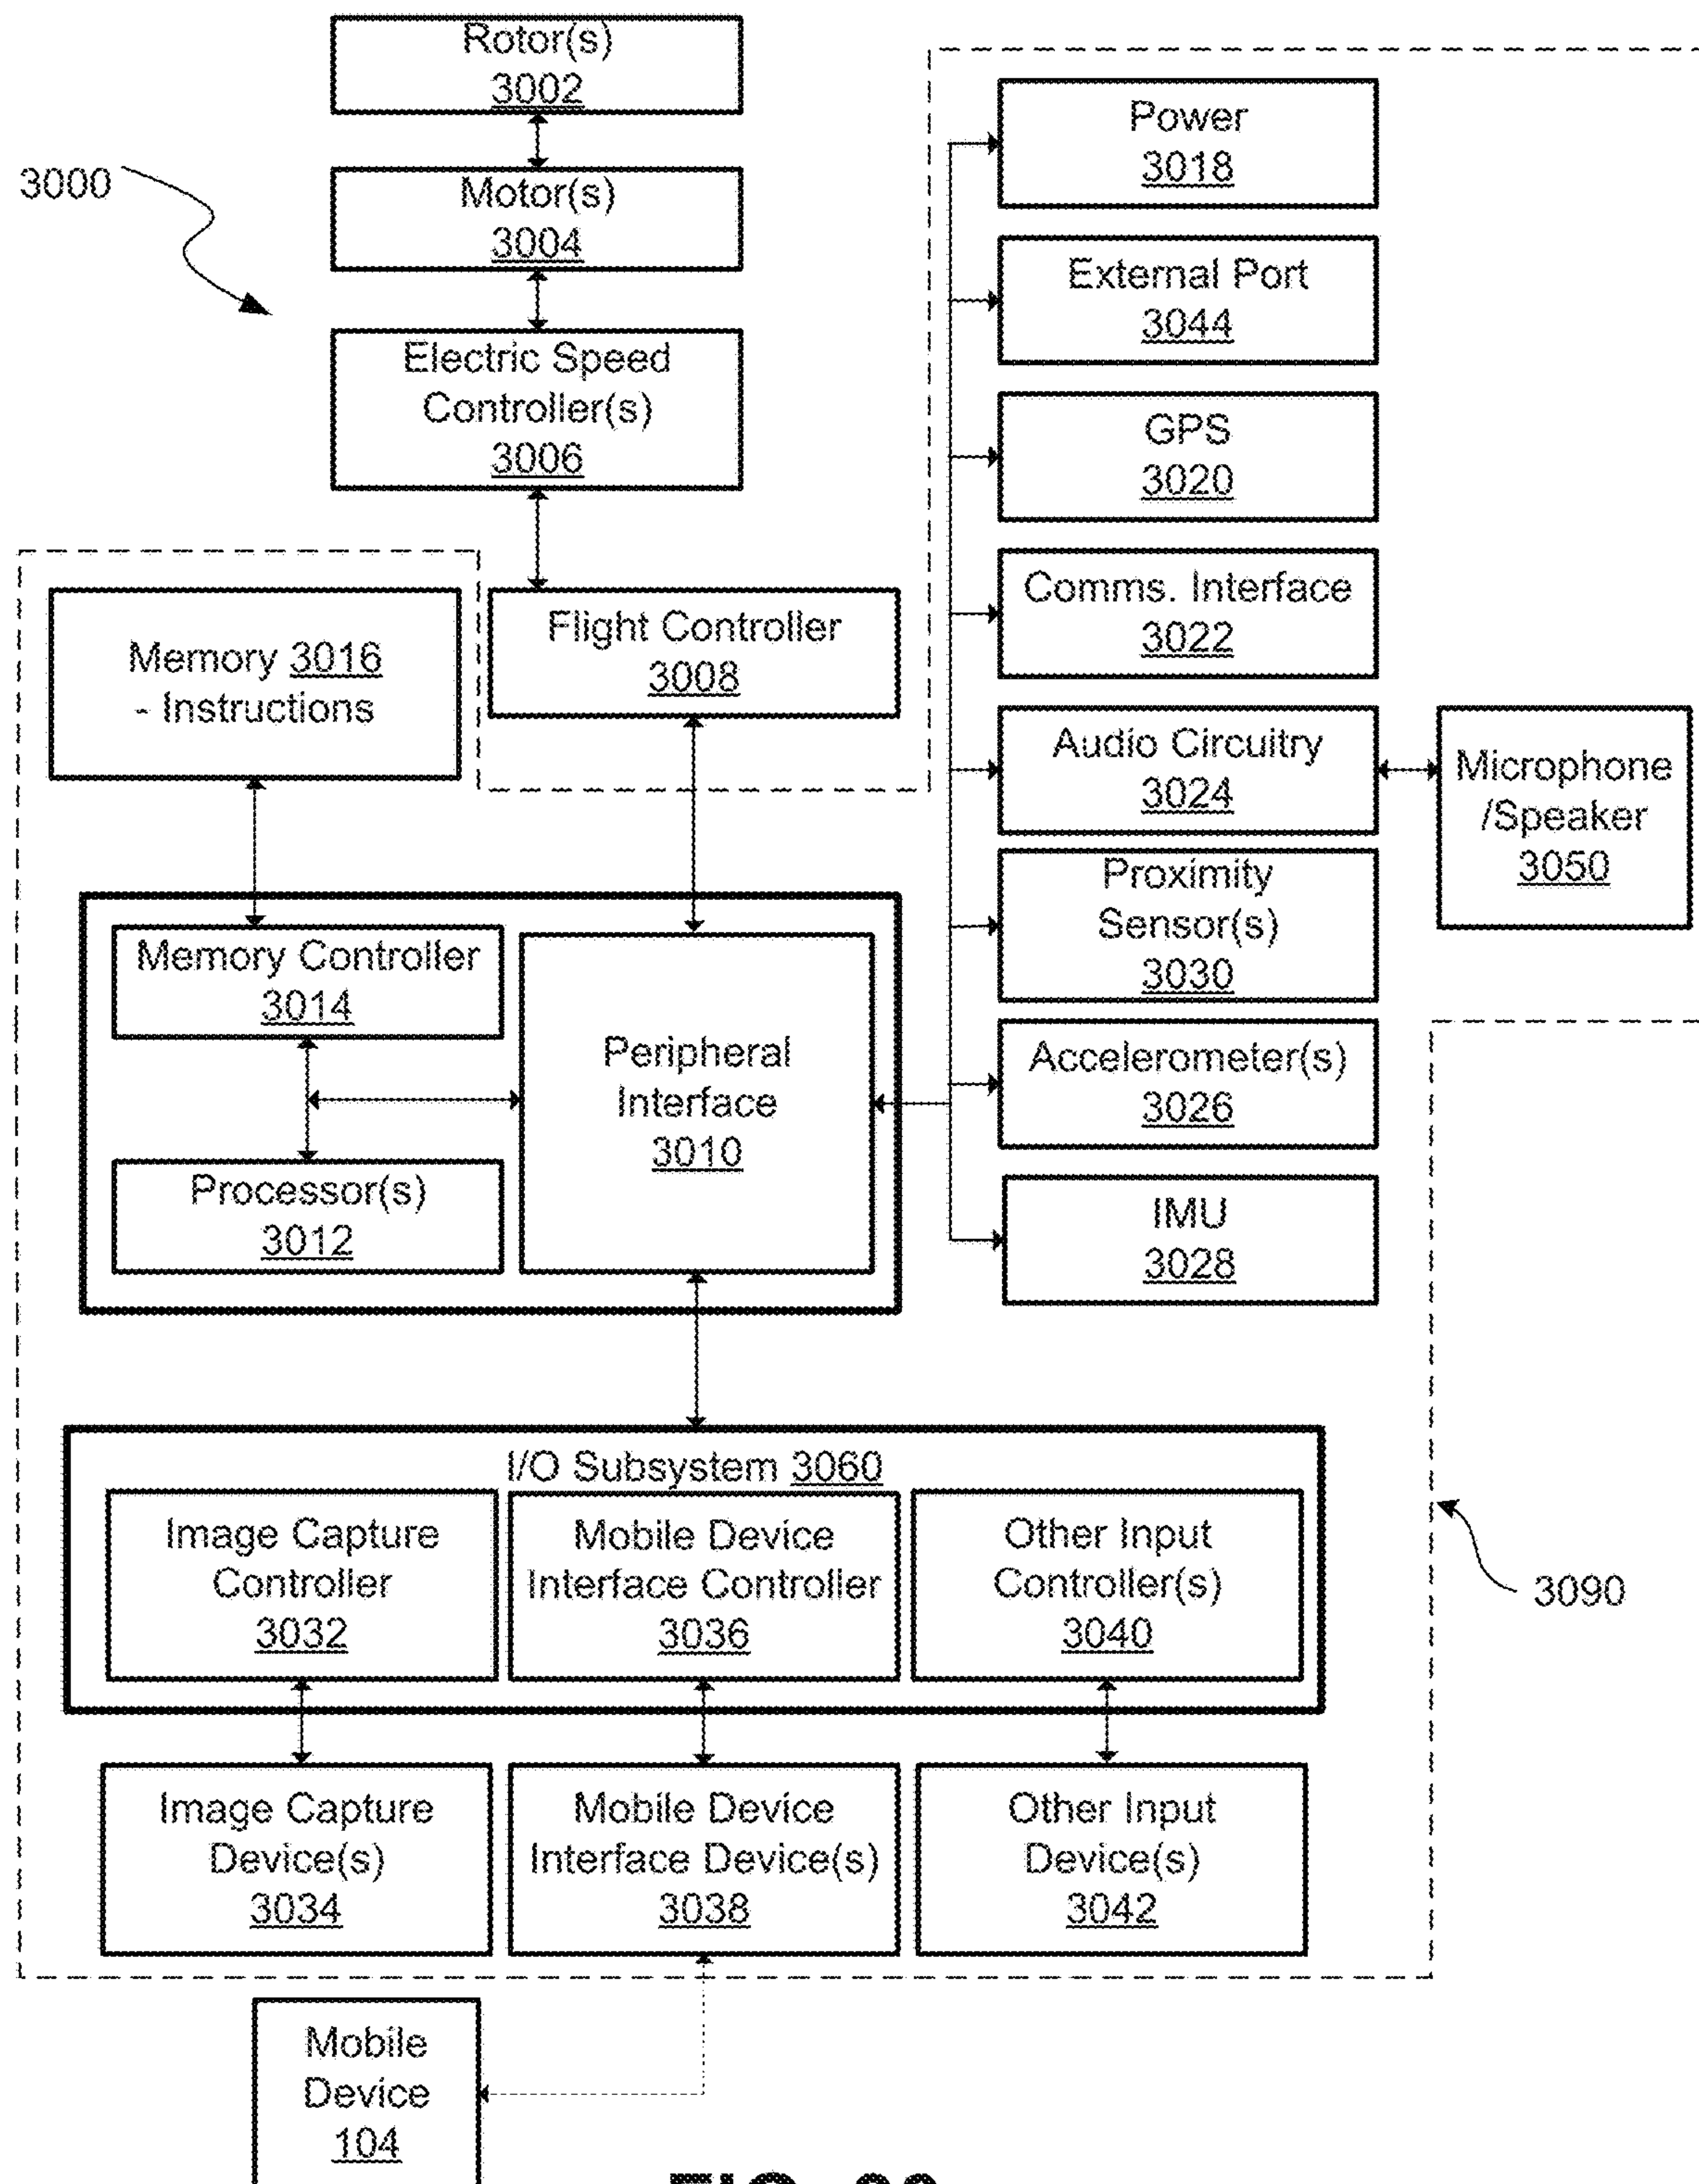 Rotor(s)
3002
3000
Motor(s)
3004
Electric Speed
Controller(s)
3006
Memory 3016
- Instructions
Flight Controller
3008
Power
3018
External Port
3044
GPS
3020
Comms. Interface
3022
Audio Circuitry
3024
Microphone
/Speaker
3050
Proximity
Sensor(s)
3030
Accelerometer(s)
3026
IMU
3028
Memory Controller
3014
Peripheral
Interface
3010
Processor(s)
3012
I/O Subsystem 3060
Image Capture
Controller
3032
Mobile Device
Interface Controller
3036
Other Input
Controller(s)
3040
3090
Image Capture
Device(s)
3034
Mobile Device
Interface Device(s)
3038
Other Input
Device(s)
3042
Mobile
Device
104